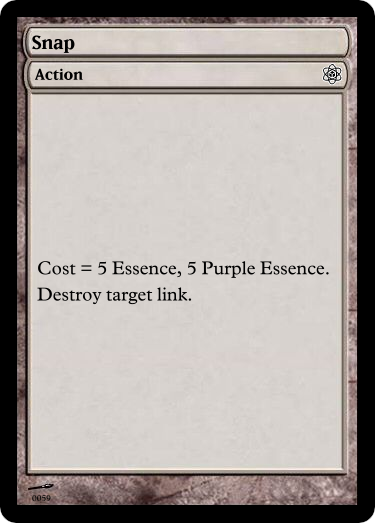 Snap
Action
Cost = 5 Essence, 5 Purple Essence.
Destroy target link.
0059